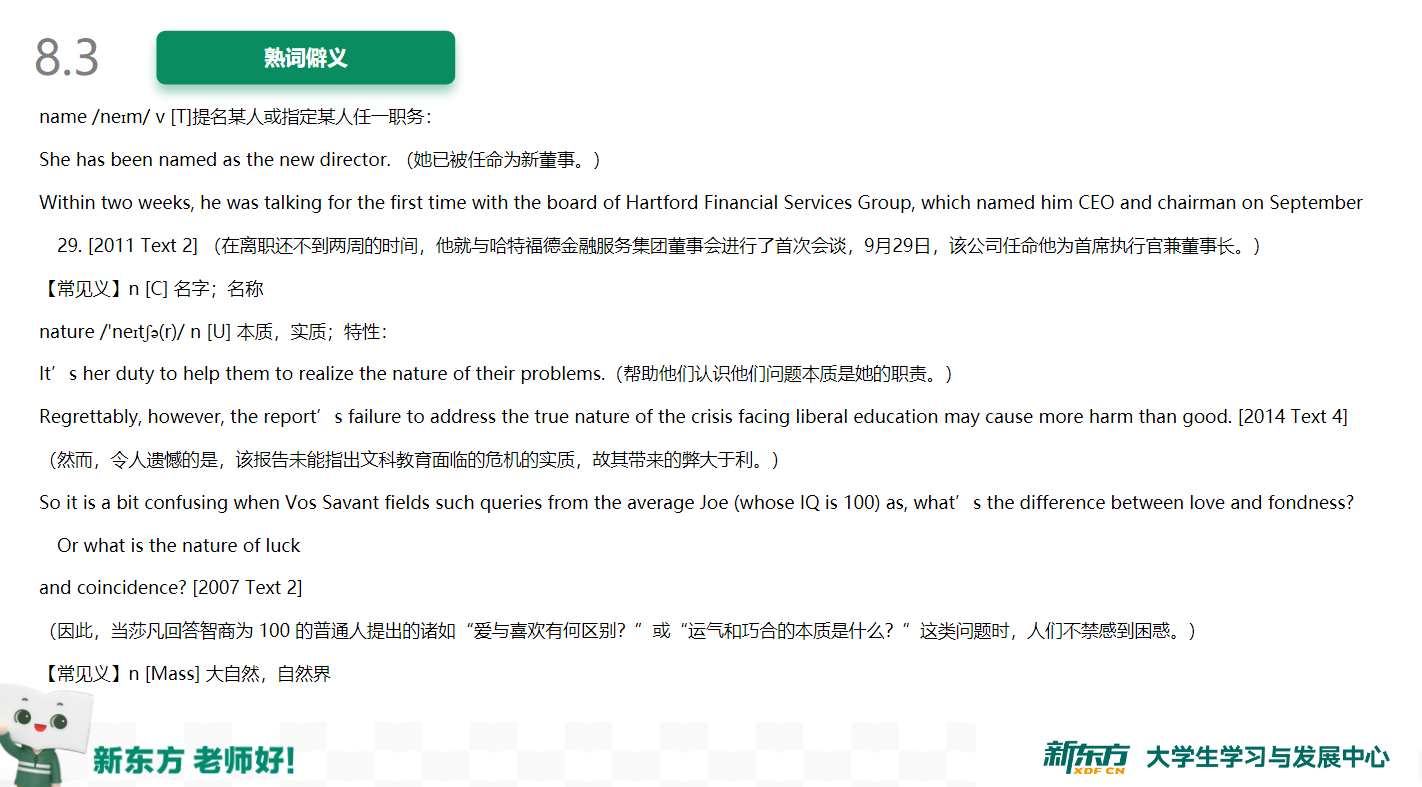 8.3
熟词僻义
name /neɪm/ v [T]提名某人或指定某人任一职务：
She has been named as the new director. （她已被任命为新董事。）
Within two weeks, he was talking for the first time with the board of Hartford Financial Services Group, which named him CEO and chairman on September
29. [2011 Text 2] （在离职还不到两周的时间，他就与哈特福德金融服务集团董事会进行了首次会谈，9月29日，该公司任命他为首席执行官兼董事长。）
【常见义】n [C] 名字；名称
nature /ˈneɪtʃə(r)/ n [U] 本质，实质；特性：
It’s her duty to help them to realize the nature of their problems.（帮助他们认识他们问题本质是她的职责。）
Regrettably, however, the report’s failure to address the true nature of the crisis facing liberal education may cause more harm than good. [2014 Text 4]
（然而，令人遗憾的是，该报告未能指出文科教育面临的危机的实质，故其带来的弊大于利。）
So it is a bit confusing when Vos Savant fields such queries from the average Joe (whose IQ is 100) as, what’s the difference between love and fondness?
Or what is the nature of luck
and coincidence? [2007 Text 2]
（因此，当莎凡回答智商为 100 的普通人提出的诸如“爱与喜欢有何区别？”或“运气和巧合的本质是什么？”这类问题时，人们不禁感到困惑。）
【常见义】n [Mass] 大自然，自然界
新东方 老师好！
新东方 XDF.CN 大学生学习与发展中心